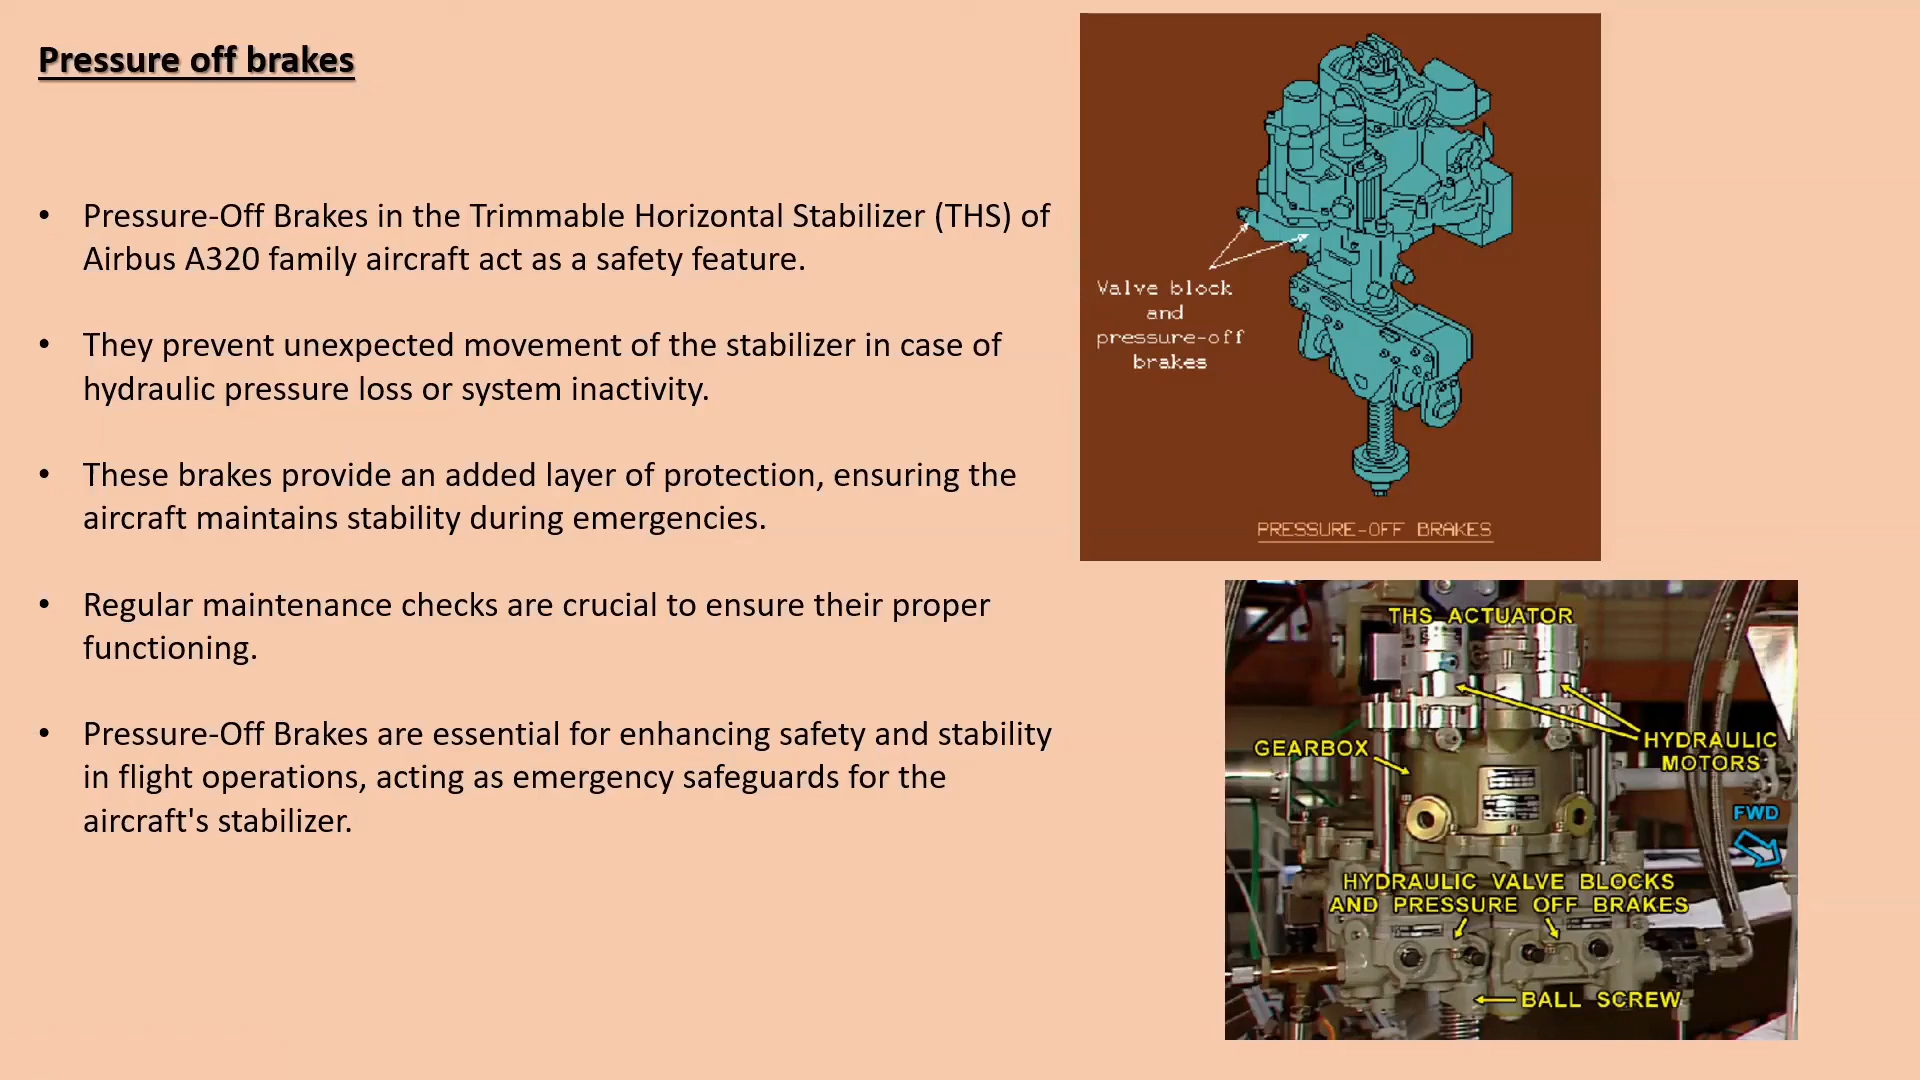 Pressure off brakes
• Pressure-Off Brakes in the Trimmable Horizontal Stabilizer (THS) of
Airbus A320 family aircraft act as a safety feature.
• They prevent unexpected movement of the stabilizer in case of
hydraulic pressure loss or system inactivity.
• These brakes provide an added layer of protection, ensuring the
aircraft maintains stability during emergencies.
• Regular maintenance checks are crucial to ensure their proper
functioning.
• Pressure-Off Brakes are essential for enhancing safety and stability
in flight operations, acting as emergency safeguards for the
aircraft's stabilizer.
Valve block
and
pressure-off
brakes
PRESSURE-OFF BRAKES
THS ACTUATOR
GEARBOX
HYDRAULIC
MOTORS
FWD
HYDRAULIC VALVE BLOCKS
AND PRESSURE OFF BRAKES
BALL SCREW